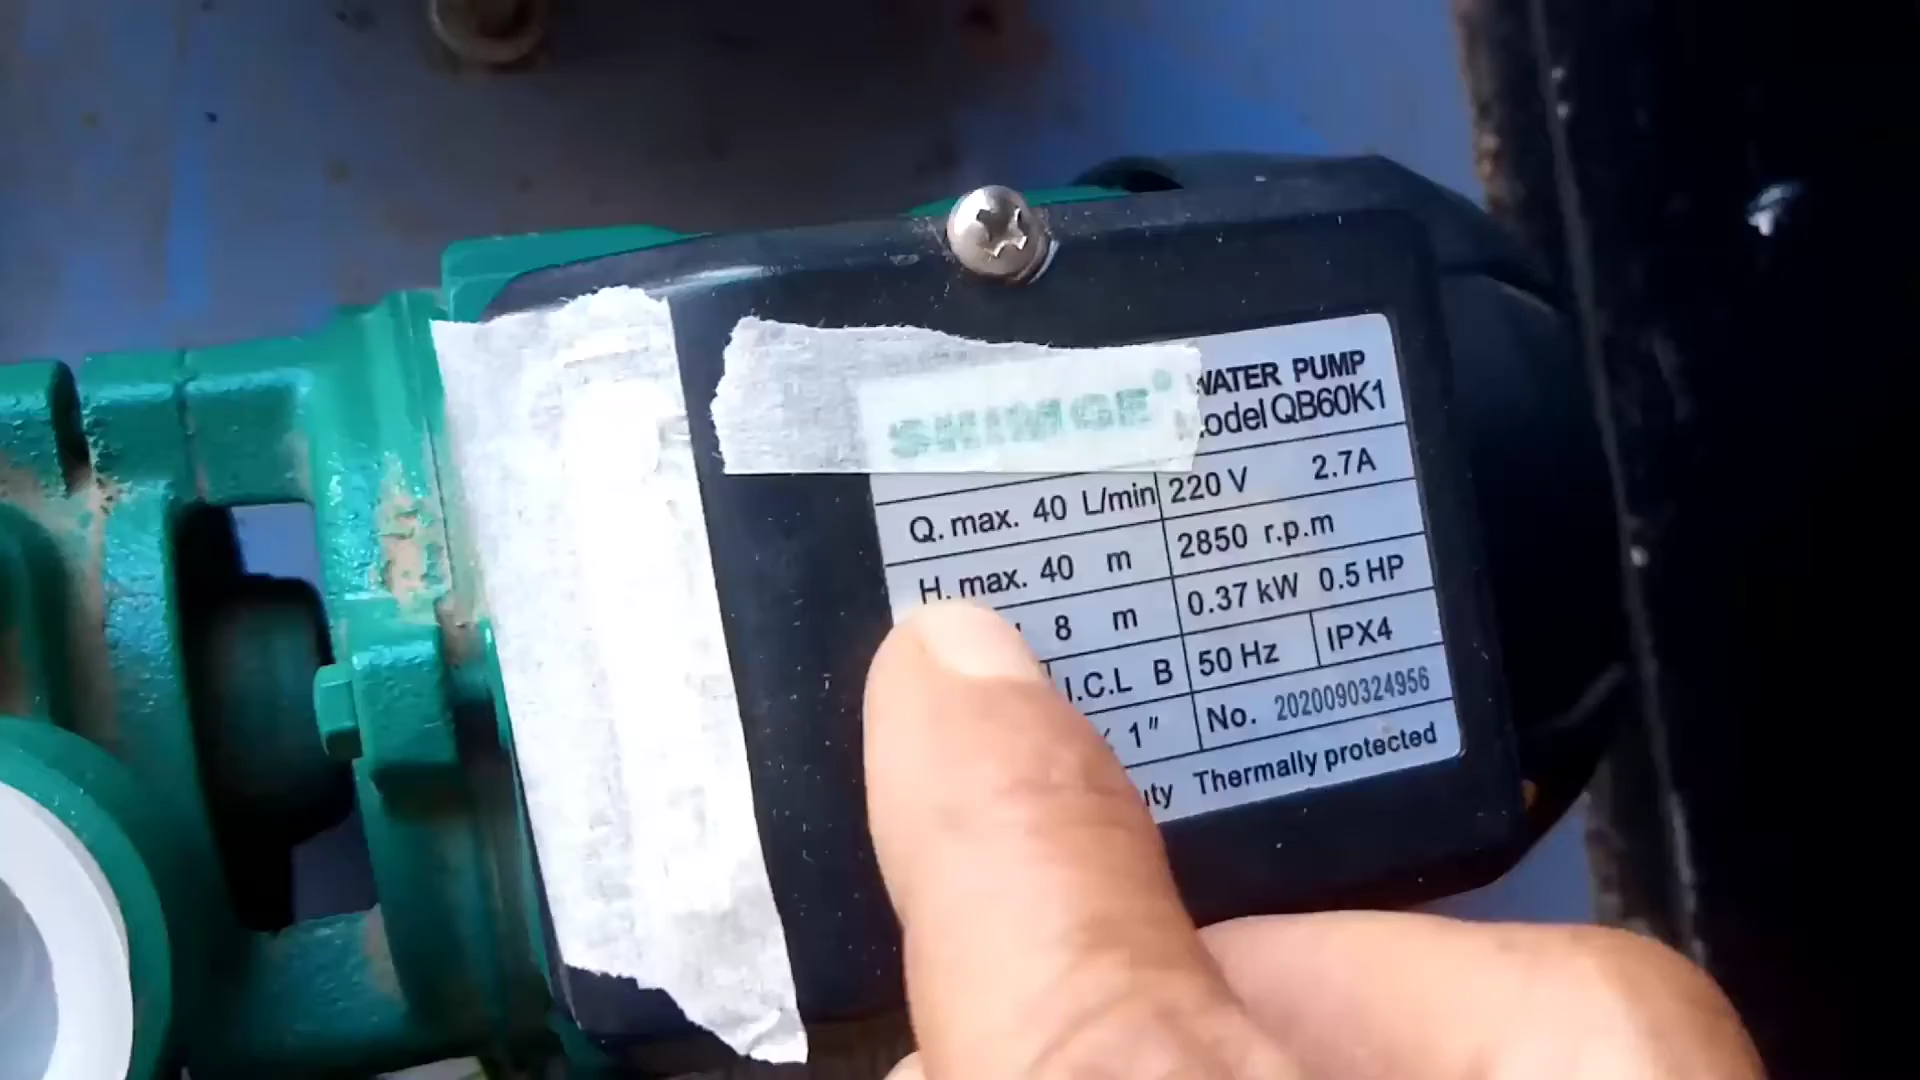 SHIMGE® WATER PUMP
Model QB60K1
Q. max. 40 L/min 220 V 2.7A
H. max. 40 m 2850 r.p.m
8 m 0.37 kW 0.5 HP
I.C.L B 50 Hz IPX4
1" No. 2020090324956
Thermally protected